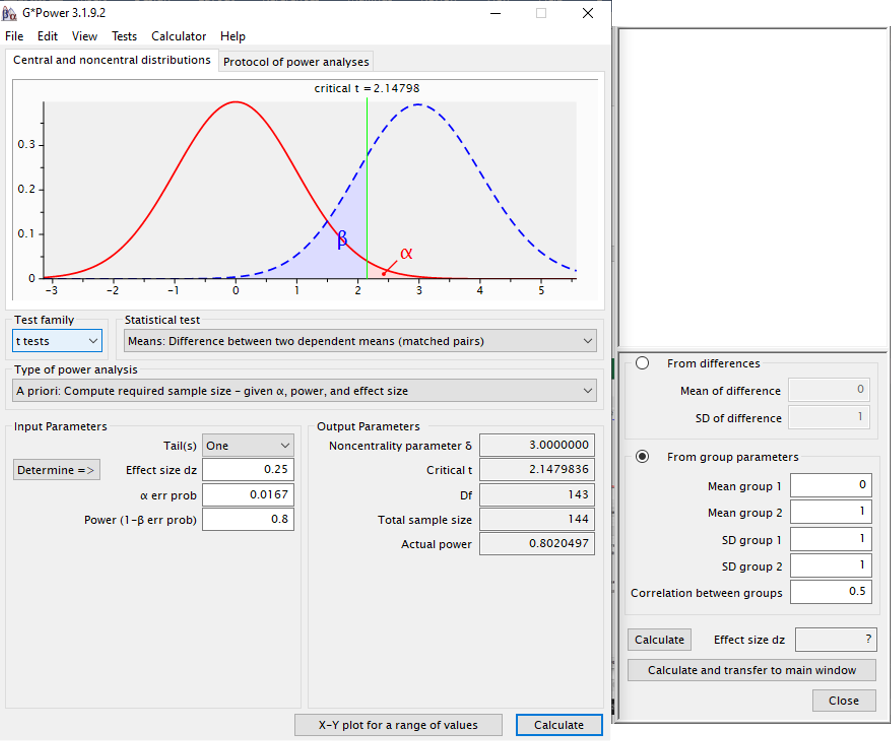 G*Power 3.1.9.2
File Edit View Tests Calculator Help
Central and noncentral distributions Protocol of power analyses
critical t = 2.14798
0.3
0.2
0.1
0
β
α
-3 -2 -1 0 1 2 3 4 5
Test family
t tests
Statistical test
Means: Difference between two dependent means (matched pairs)
Type of power analysis
A priori: Compute required sample size - given α, power, and effect size
Input Parameters
Tail(s) One
Determine => Effect size dz 0.25
α err prob 0.0167
Power (1-β err prob) 0.8
Output Parameters
Noncentrality parameter δ 3.0000000
Critical t 2.1479836
Df 143
Total sample size 144
Actual power 0.8020497
X-Y plot for a range of values Calculate
From differences
Mean of difference 0
SD of difference 1
From group parameters
Mean group 1 0
Mean group 2 1
SD group 1 1
SD group 2 1
Correlation between groups 0.5
Calculate Effect size dz ?
Calculate and transfer to main window
Close